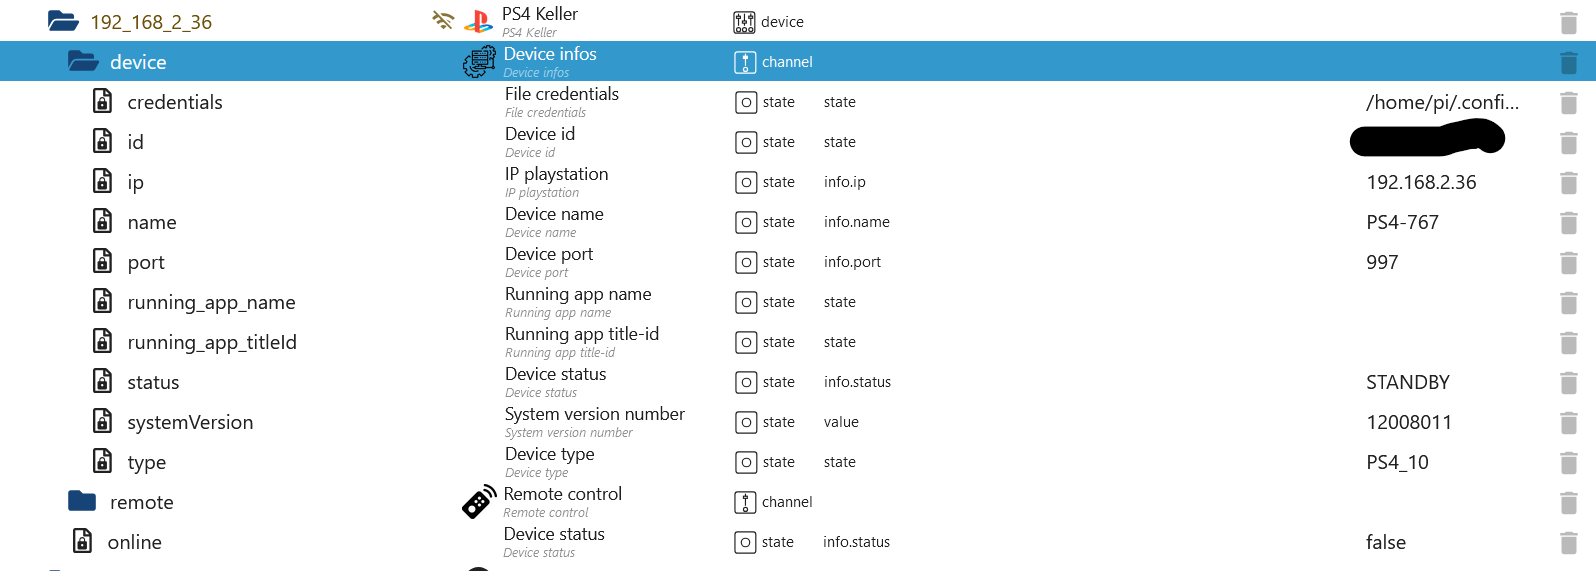 192_168_2_36 PS4 Keller device
PS4 Keller
device Device infos channel
Device infos
credentials File credentials state state /home/pi/.confi...
File credentials
id Device id state state
Device id
ip IP playstation state info.ip 192.168.2.36
IP playstation
name Device name state info.name PS4-767
Device name
port Device port state info.port 997
Device port
running_app_name Running app name state state
Running app name
running_app_titleId Running app title-id state state
Running app title-id
status Device status state info.status STANDBY
Device status
systemVersion System version number state value 12008011
System version number
type Device type state state PS4_10
Device type
remote Remote control channel
Remote control
online Device status state info.status false
Device status